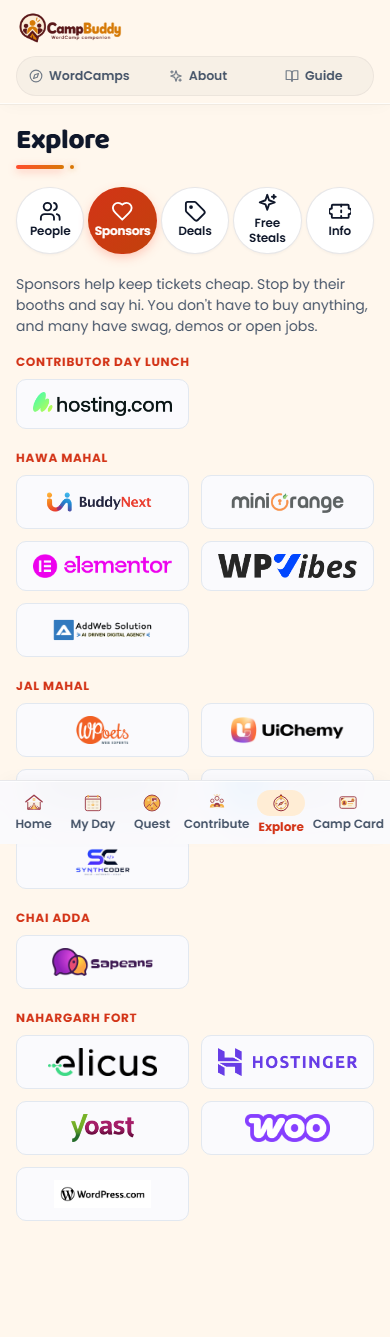 CampBuddy
WordCamp companion
WordCamps
About
Guide
Explore
People
Sponsors
Deals
Free
Steals
Info
Sponsors help keep tickets cheap. Stop by their
booths and say hi. You don't have to buy anything,
and many have swag, demos or open jobs.
CONTRIBUTOR DAY LUNCH
hosting.com
HAWA MAHAL
BuddyNext
miniOrange
elementor
WPVibes
AddWeb Solution
AI DRIVEN DIGITAL AGENCY
JAL MAHAL
WPoets
WEB EXPERTS
UiChemy
Home
My Day
Quest
Contribute
Explore
Camp Card
SC
SYNTHCODER
CHAI ADDA
Sapeans
NAHARGARH FORT
elicus
HOSTINGER
yoast
woo
WordPress.com